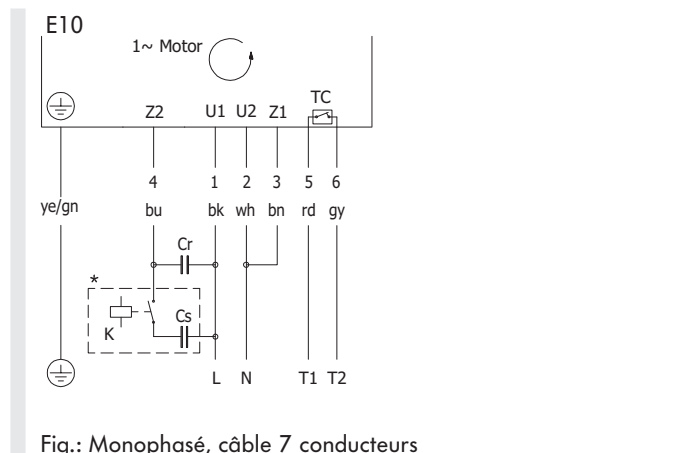 E10
1~ Motor
TC
Z2 U1 U2 Z1
4 1 2 3 5 6
ye/gn bu bk wh bn rd gy
Cr
*
K Cs
L N T1 T2
Fig.: Monophasé, câble 7 conducteurs